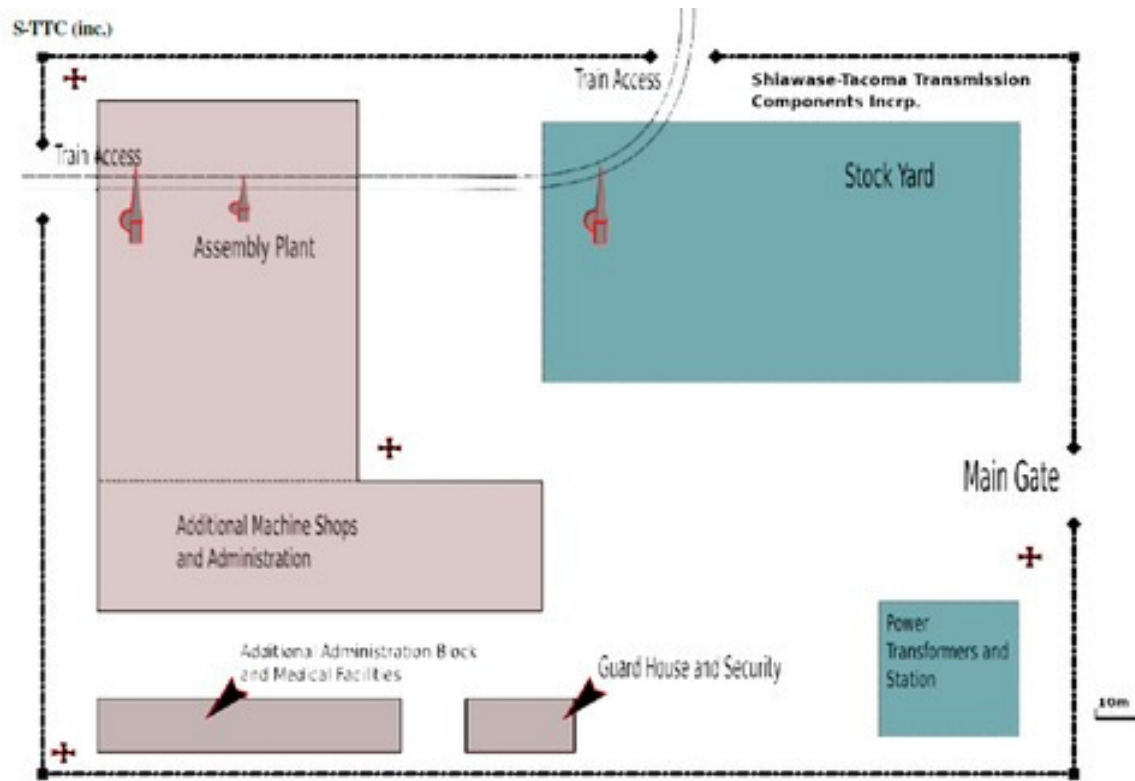 S-TTC (inc.)
Train Access
Shiawase-Tacoma Transmission
Components Incrp.
Train Access
Stock Yard
Assembly Plant
Main Gate
Additional Machine Shops
and Administration
Power
Transformers and
Station
Additional Administration Block
and Medical Facilities
Guard House and Security
10m